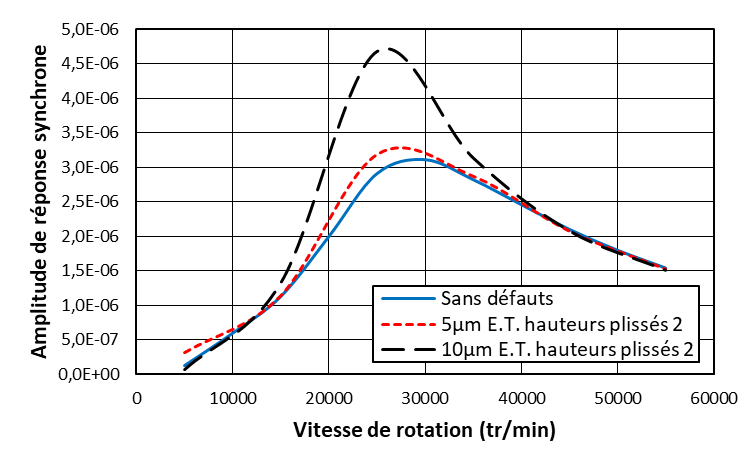 Amplitude de réponse synchrone
5,0E-06
4,5E-06
4,0E-06
3,5E-06
3,0E-06
2,5E-06
2,0E-06
1,5E-06
1,0E-06
5,0E-07
0,0E+00
Sans défauts
5µm E.T. hauteurs plissés 2
10µm E.T. hauteurs plissés 2
0 10000 20000 30000 40000 50000 60000
Vitesse de rotation (tr/min)